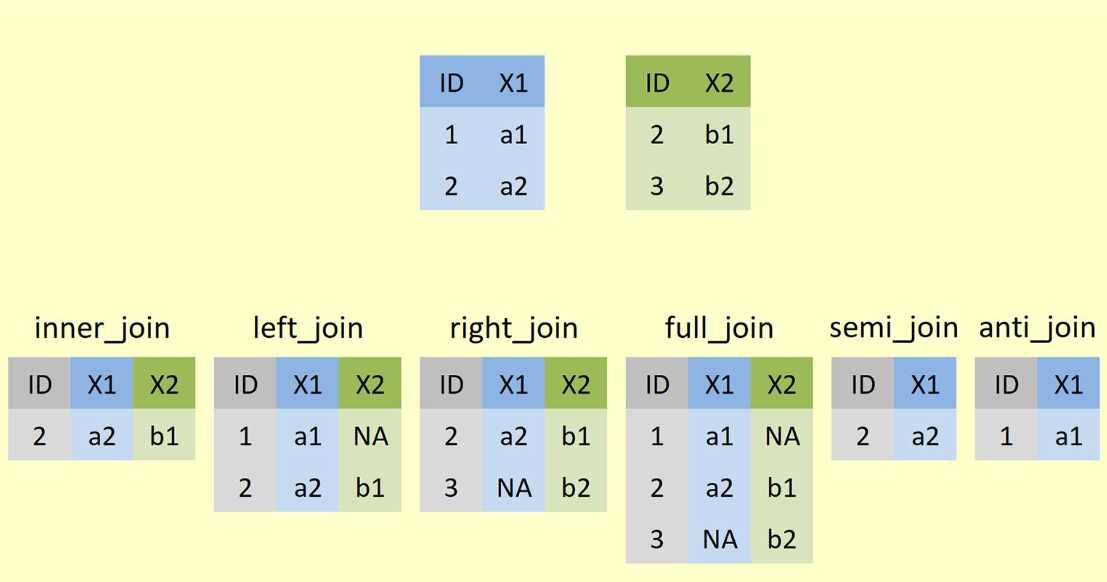 ID X1
1 a1
2 a2
ID X2
2 b1
3 b2
inner_join
ID X1 X2
2 a2 b1
left_join
ID X1 X2
1 a1 NA
2 a2 b1
right_join
ID X1 X2
2 a2 b1
3 NA b2
full_join
ID X1 X2
1 a1 NA
2 a2 b1
3 NA b2
semi_join
ID X1
2 a2
anti_join
ID X1
1 a1